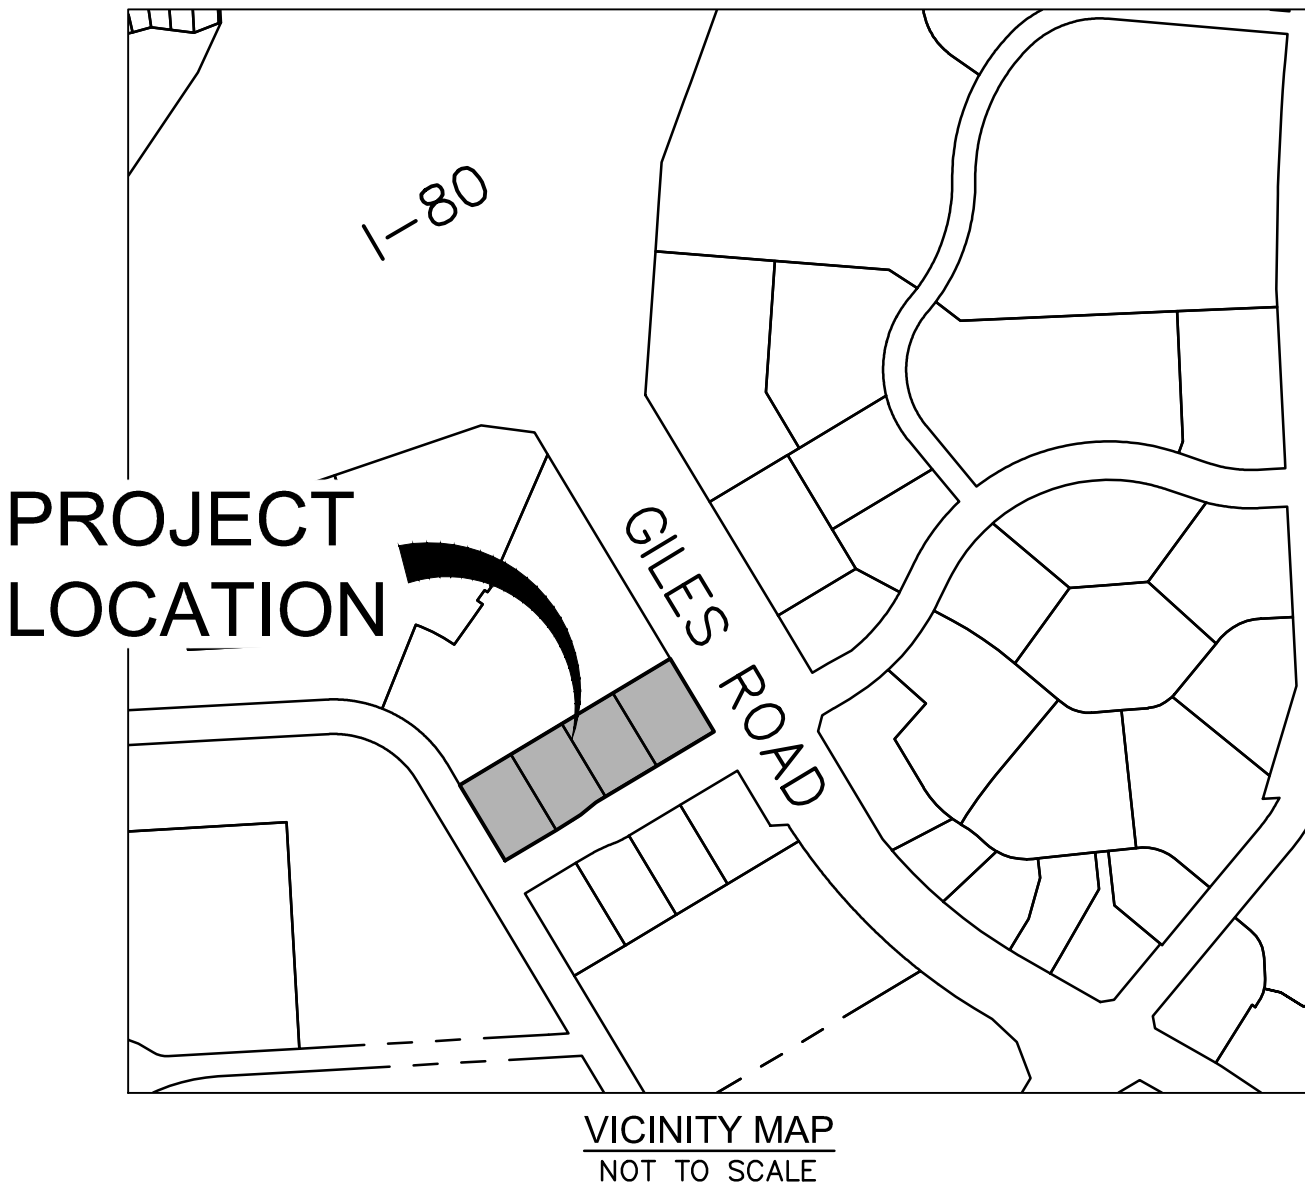 I-80
PROJECT
LOCATION
GILES ROAD
VICINITY MAP
NOT TO SCALE